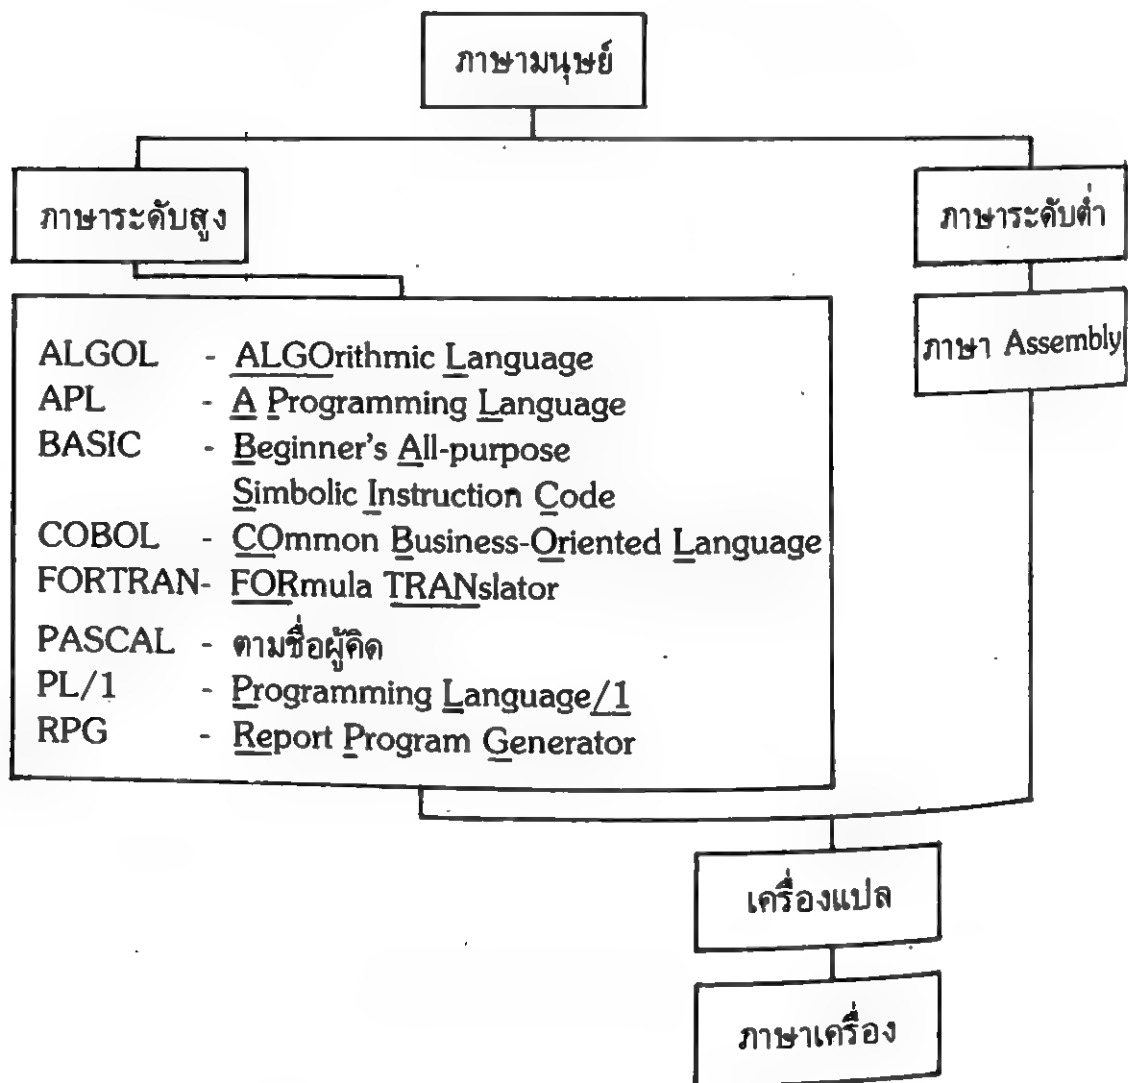 ภาษามนุษย์
ภาษาระดับสูง
ภาษาระดับต่ำ
ภาษา Assembly
ALGOL - ALGOrithmic Language
APL - A Programming Language
BASIC - Beginner's All-purpose
Simbolic Instruction Code
COBOL - COmmon Business-Oriented Language
FORTRAN- FORmula TRANslator
PASCAL - ตามชื่อผู้คิด
PL/1 - Programming Language/1
RPG - Report Program Generator
เครื่องแปล
ภาษาเครื่อง